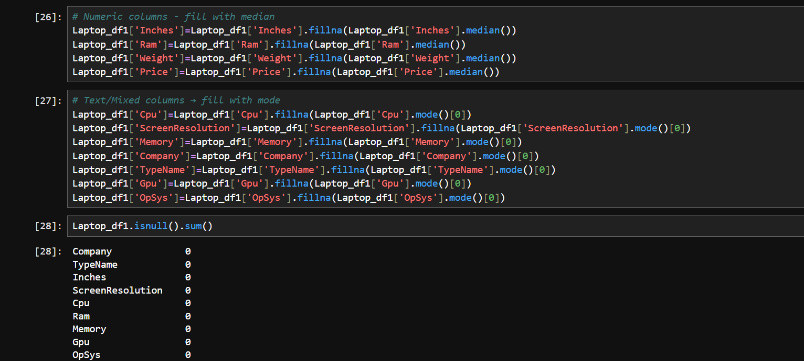 [26]: # Numeric columns - fill with median
Laptop_df1['Inches']=Laptop_df1['Inches'].fillna(Laptop_df1['Inches'].median())
Laptop_df1['Ram']=Laptop_df1['Ram'].fillna(Laptop_df1['Ram'].median())
Laptop_df1['Weight']=Laptop_df1['Weight'].fillna(Laptop_df1['Weight'].median())
Laptop_df1['Price']=Laptop_df1['Price'].fillna(Laptop_df1['Price'].median())
[27]: # Text/Mixed columns → fill with mode
Laptop_df1['Cpu']=Laptop_df1['Cpu'].fillna(Laptop_df1['Cpu'].mode()[0])
Laptop_df1['ScreenResolution']=Laptop_df1['ScreenResolution'].fillna(Laptop_df1['ScreenResolution'].mode()[0])
Laptop_df1['Memory']=Laptop_df1['Memory'].fillna(Laptop_df1['Memory'].mode()[0])
Laptop_df1['Company']=Laptop_df1['Company'].fillna(Laptop_df1['Company'].mode()[0])
Laptop_df1['TypeName']=Laptop_df1['TypeName'].fillna(Laptop_df1['TypeName'].mode()[0])
Laptop_df1['Gpu']=Laptop_df1['Gpu'].fillna(Laptop_df1['Gpu'].mode()[0])
Laptop_df1['OpSys']=Laptop_df1['OpSys'].fillna(Laptop_df1['OpSys'].mode()[0])
[28]: Laptop_df1.isnull().sum()
[28]: Company 0
TypeName 0
Inches 0
ScreenResolution 0
Cpu 0
Ram 0
Memory 0
Gpu 0
OpSys 0